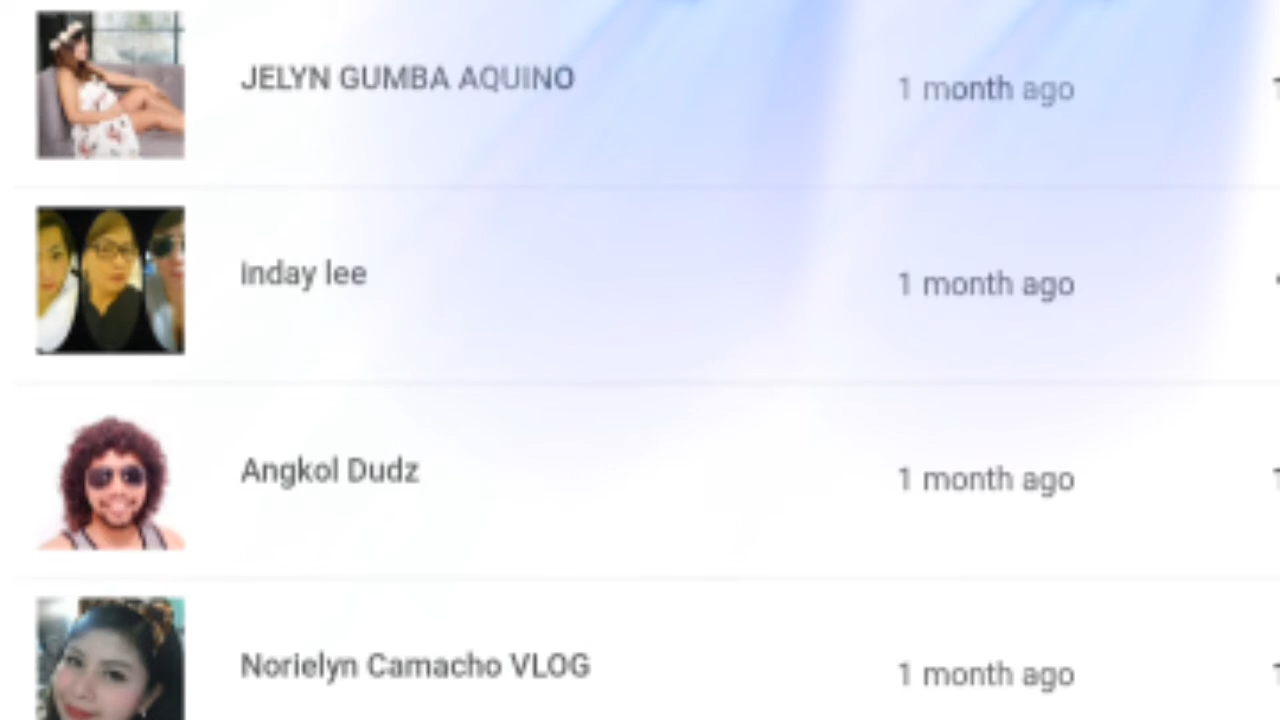 JELYN GUMBA AQUINO
1 month ago
inday lee
1 month ago
Angkol Dudz
1 month ago
Norielyn Camacho VLOG
1 month ago